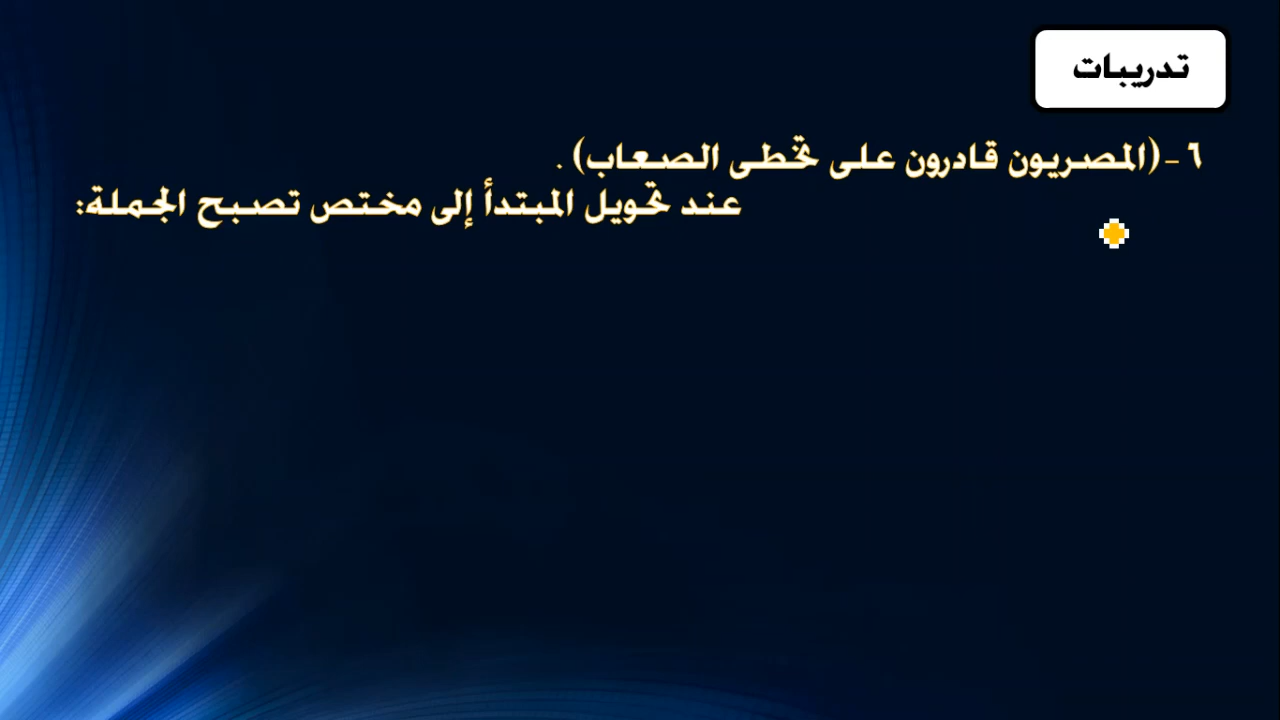 تدريبات
٦ - (المصريون قادرون على تخطى الصعاب) .
عند تحويل المبتدأ إلى مختص تصبح الجملة: